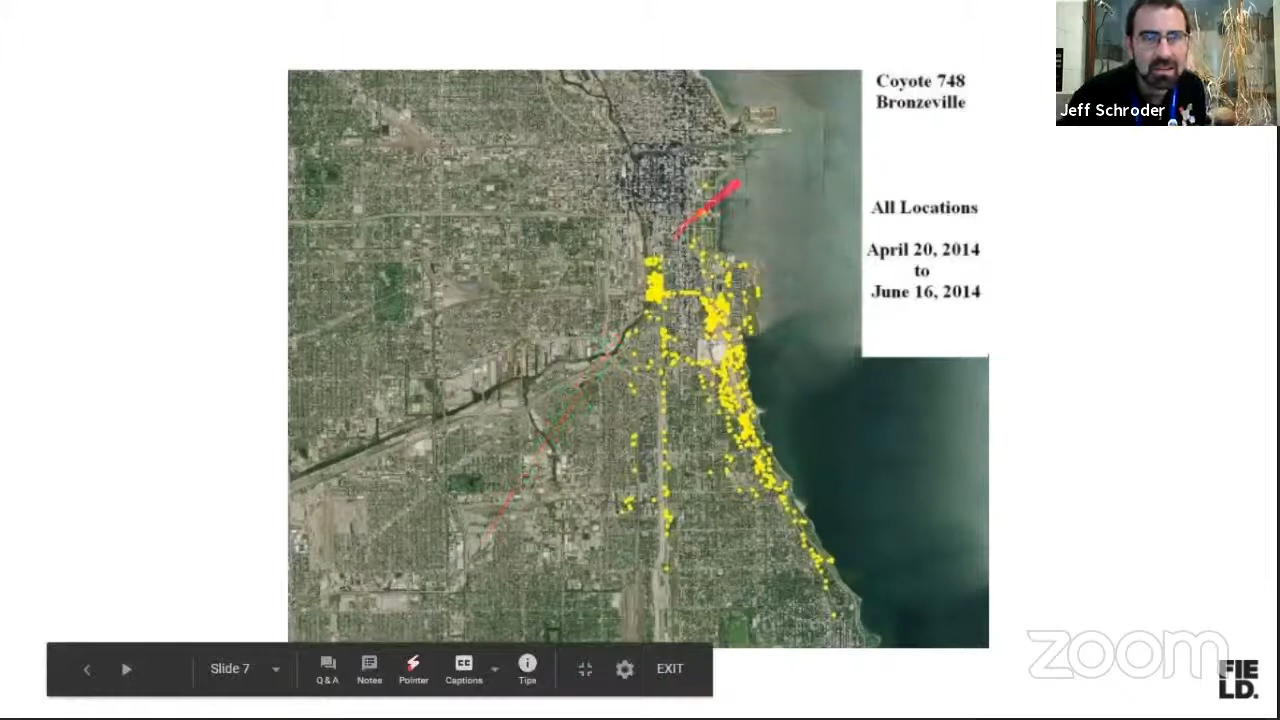 Coyote 748
Bronzeville
Jeff Schroder
All Locations
April 20, 2014
to
June 16, 2014
Slide 7
Q & A
Notes
Pointer
CC
Captions
Tips
EXIT
zoom
FIE
LD.